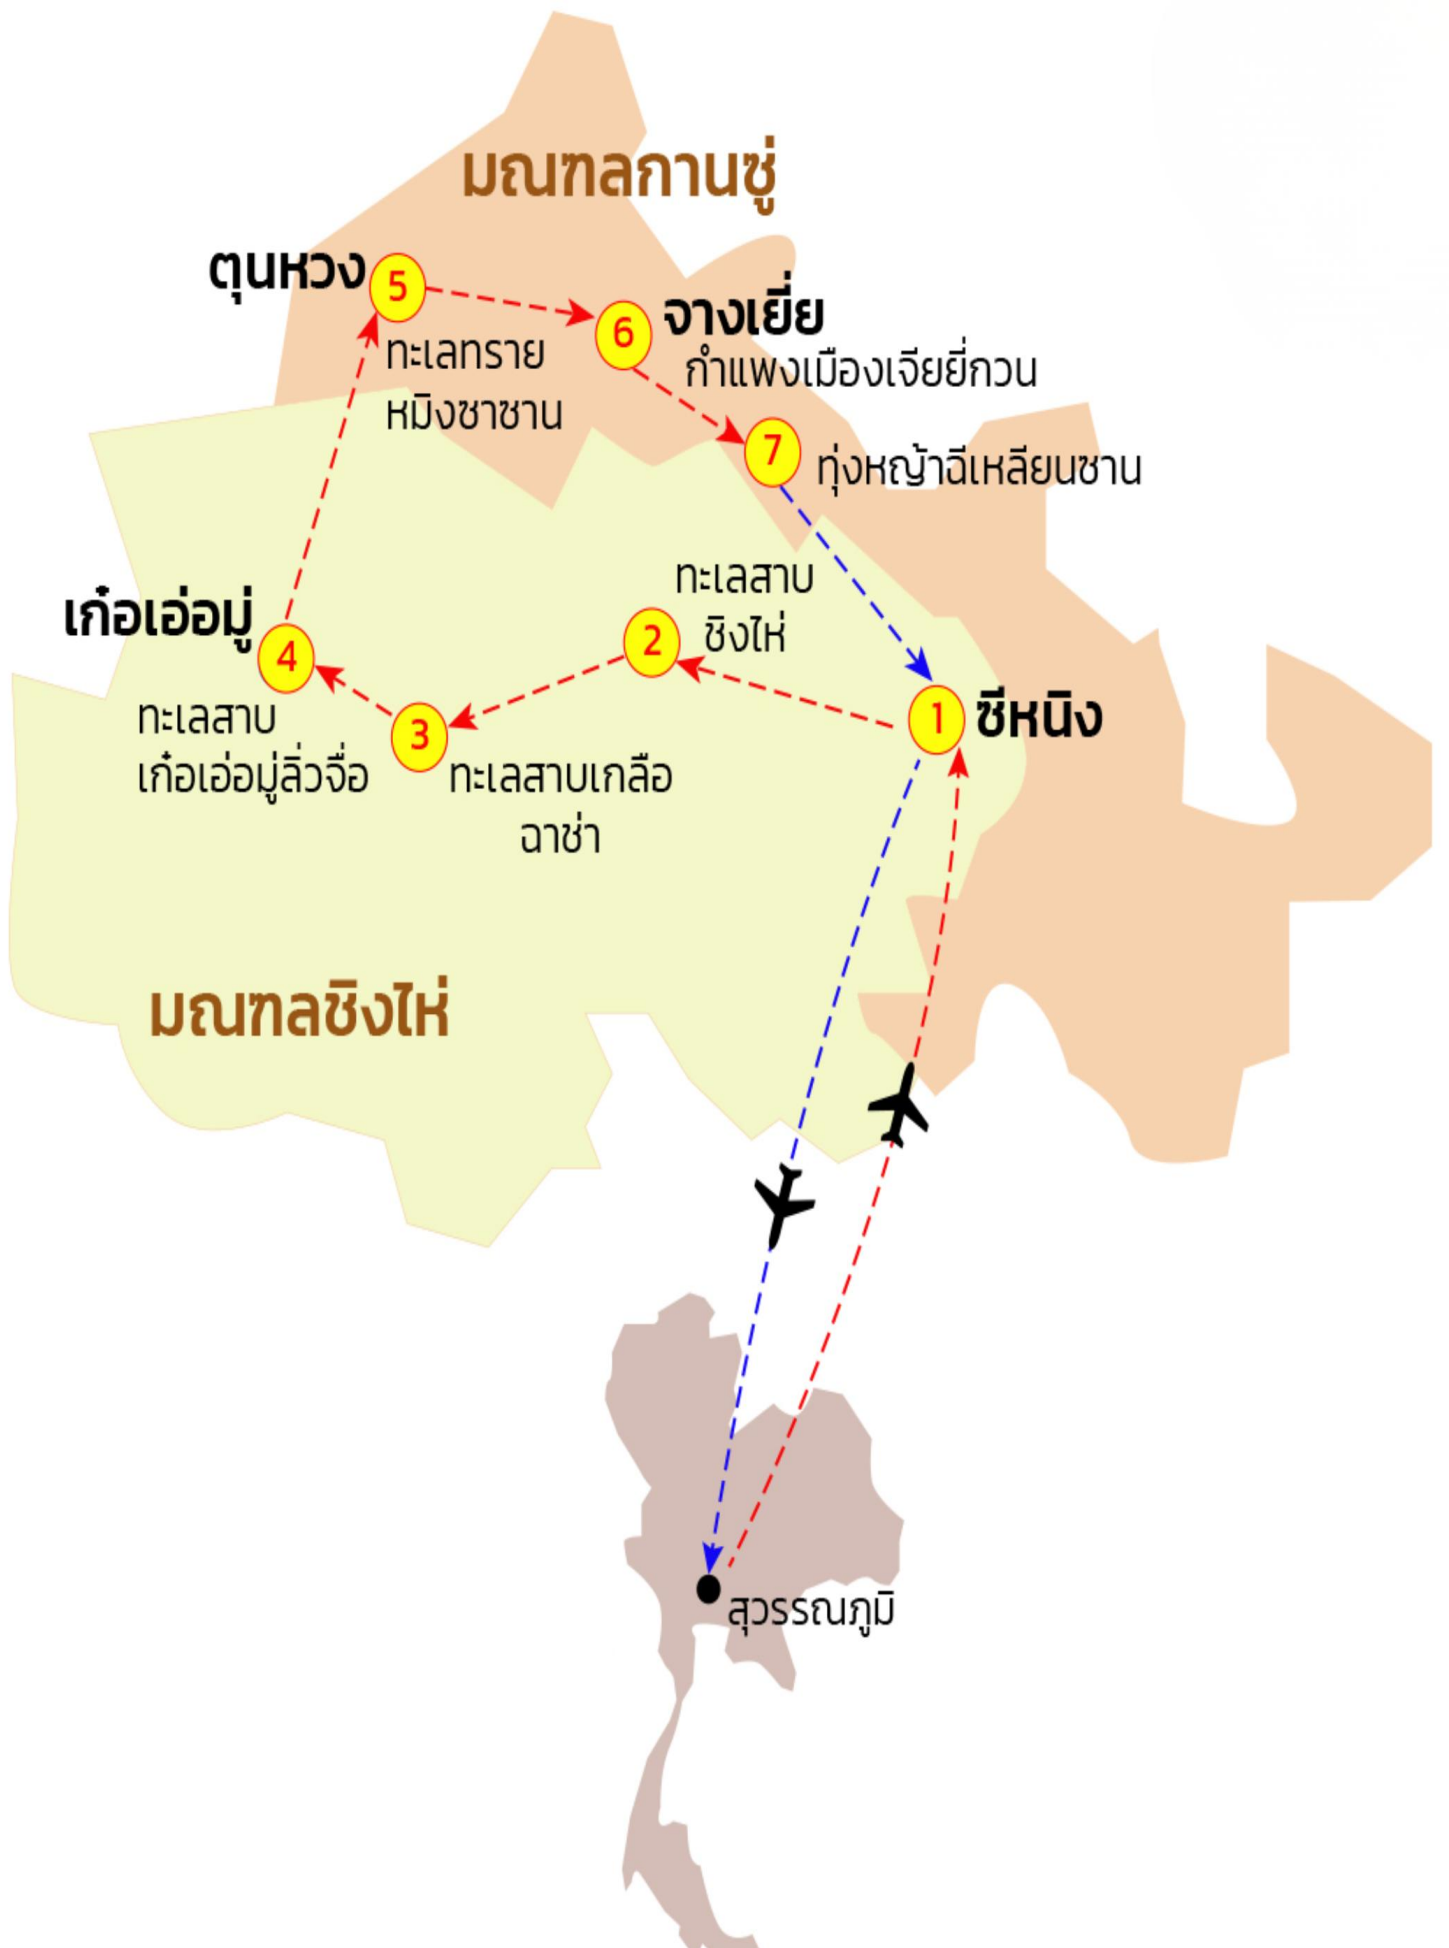 มณฑลกานซู่
ตุนหวง
5
ทะเลทราย
หมิงซาซาน
6
จางเยี่ย
กำแพงเมืองเจียยี่กวน
7
ทุ่งหญ้าฉีเหลียนซาน
ทะเลสาบ
ชิงไห่
2
เก๋อเอ่อมู่
4
ทะเลสาบ
เก๋อเอ่อมู่ลิ่วจื่อ
3
ทะเลสาบเกลือ
ฉาช่า
1
ซีหนิง
มณฑลชิงไห่
สุวรรณภูมิ